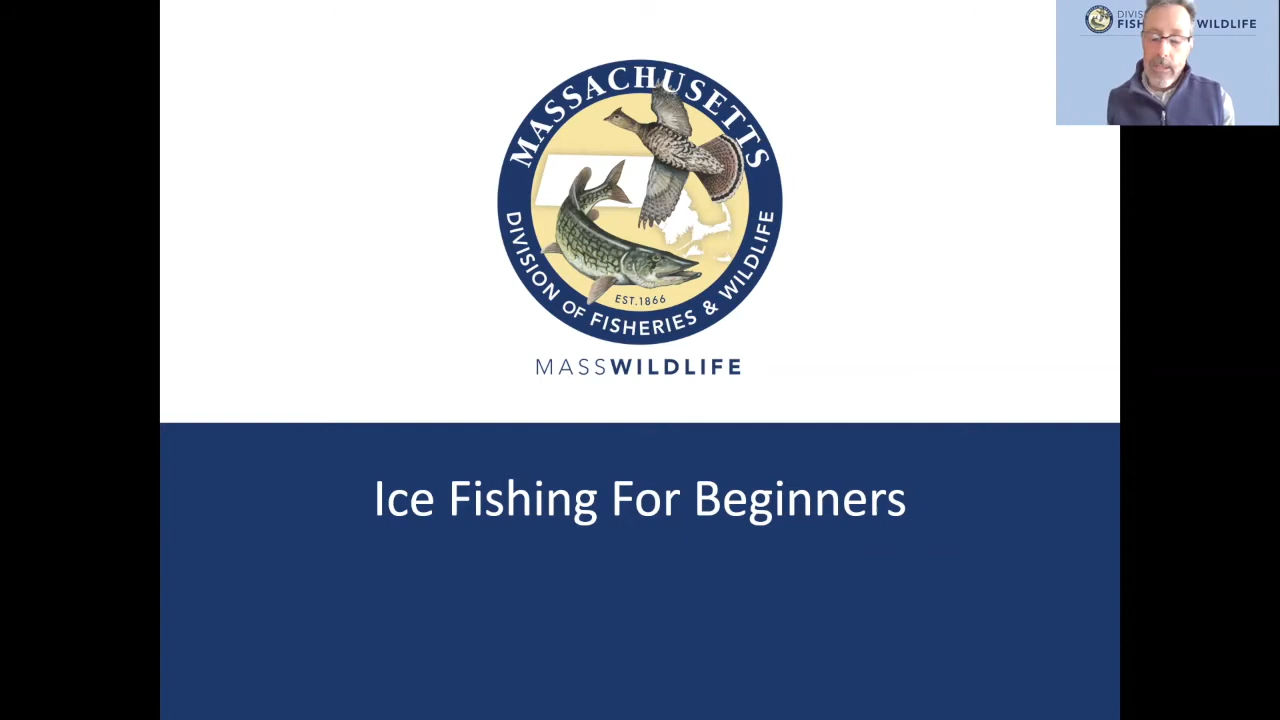 MASSACHUSETTS
DIVISION OF FISHERIES & WILDLIFE
EST.1866
MASSWILDLIFE
Ice Fishing For Beginners
WILDLIFE